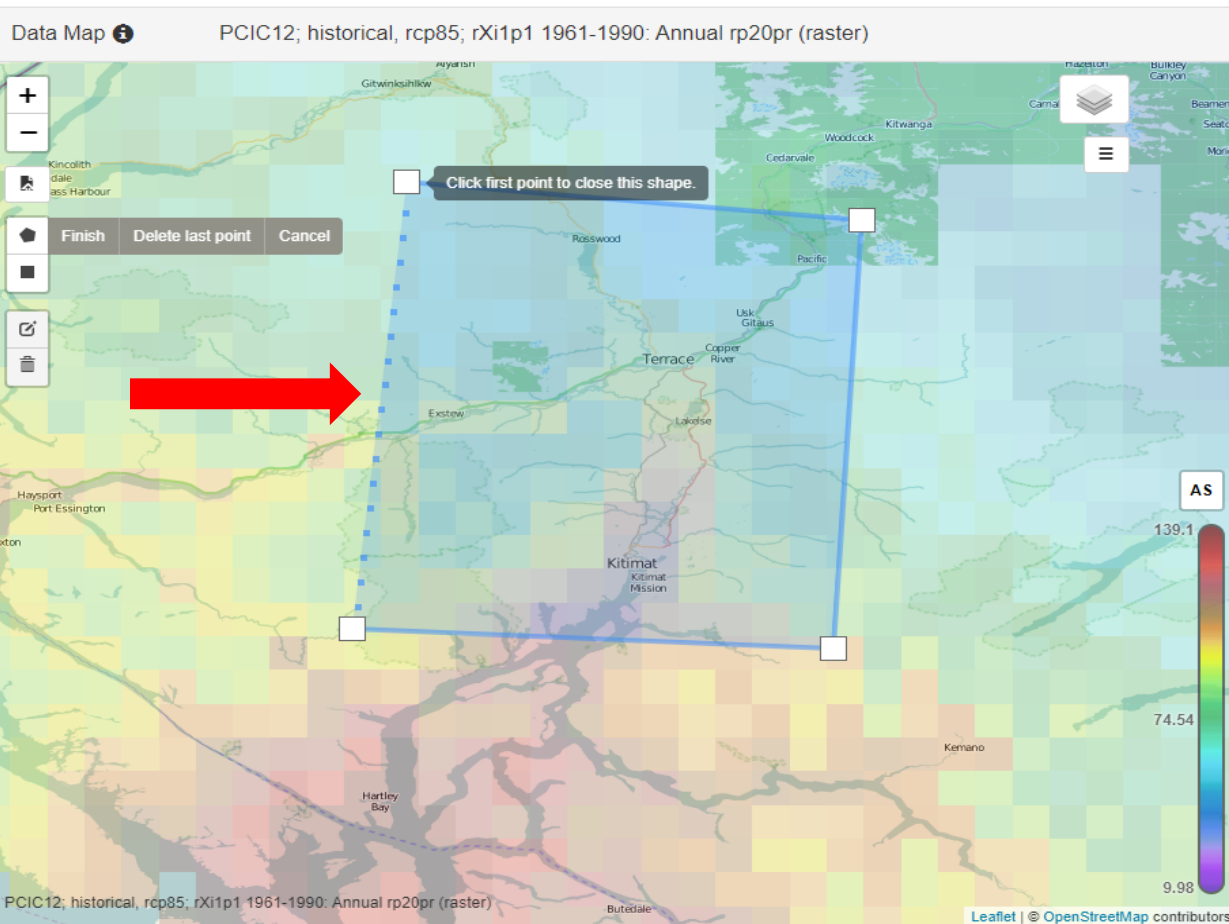 Data Map PCIC12; historical, rcp85; rXi1p1 1961-1990: Annual rp20pr (raster)
Aiyansh
Hazelton
Bulkley
Canyon
Gitwinksihlkw
+
−
Carna
Beamen
Kitwanga
Seato
Woodcock
Cedarvale
Kincolith
dale
ass Harbour
Click first point to close this shape.
Finish Delete last point Cancel
Rosswood
Pacific
Usk
Gitaus
Copper
River
Terrace
Exstew
Lakelse
AS
Haysport
Port Essington
139.1
xton
Kitimat
Kitimat
Mission
74.54
Kemano
Hartley
Bay
9.98
PCIC12; historical, rcp85; rXi1p1 1961-1990: Annual rp20pr (raster)
Butedale
Leaflet | © OpenStreetMap contributors